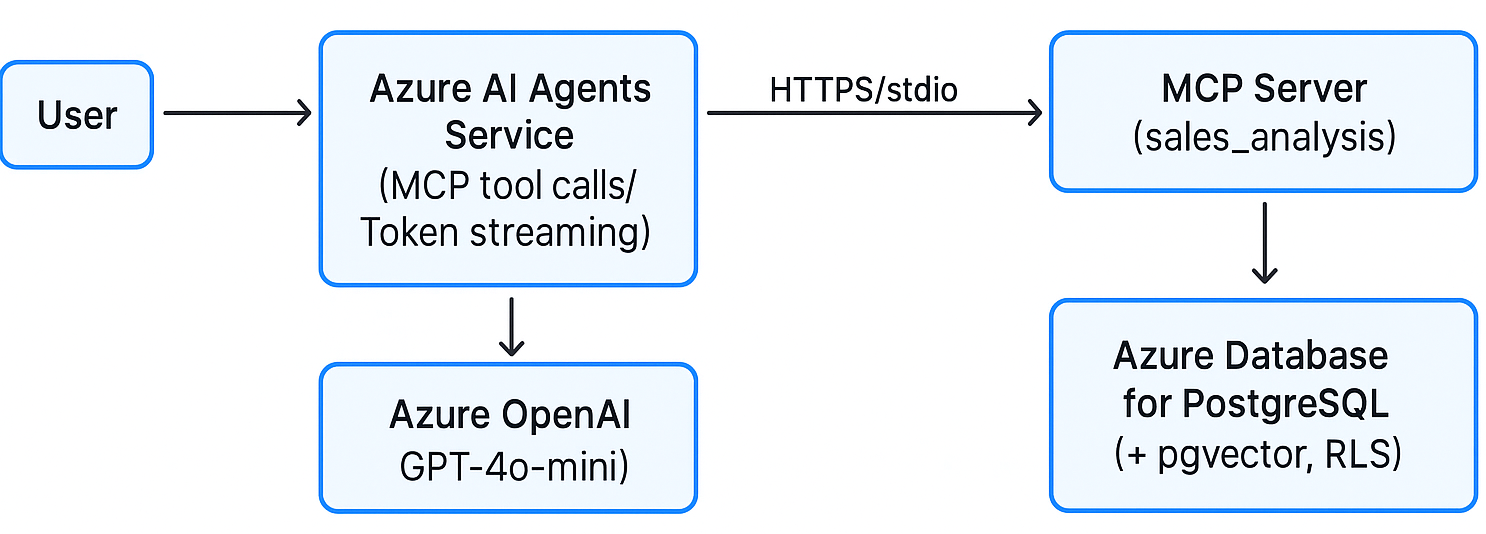 User
Azure AI Agents
Service
(MCP tool calls/
Token streaming)
HTTPS/stdio
MCP Server
(sales_analysis)
Azure OpenAI
GPT-4o-mini)
Azure Database
for PostgreSQL
(+ pgvector, RLS)